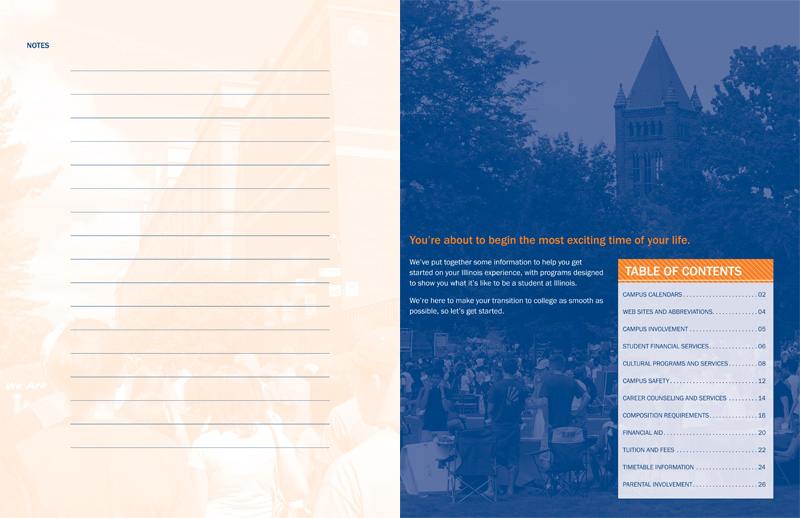 NOTES
We Are
You're about to begin the most exciting time of your life.
We've put together some information to help you get
started on your Illinois experience, with programs designed
to show you what it's like to be a student at Illinois.
We're here to make your transition to college as smooth as
possible, so let's get started.
TABLE OF CONTENTS
CAMPUS CALENDARS . . . . . . . . . . . . . . . . . . . . . . . 02
WEB SITES AND ABBREVIATIONS. . . . . . . . . . . . . . 04
CAMPUS INVOLVEMENT . . . . . . . . . . . . . . . . . . . . . 05
STUDENT FINANCIAL SERVICES. . . . . . . . . . . . . . . 06
CULTURAL PROGRAMS AND SERVICES. . . . . . . . . 08
CAMPUS SAFETY. . . . . . . . . . . . . . . . . . . . . . . . . . . 12
CAREER COUNSELING AND SERVICES . . . . . . . . . 14
COMPOSITION REQUIREMENTS. . . . . . . . . . . . . . . 16
FINANCIAL AID. . . . . . . . . . . . . . . . . . . . . . . . . . . . . 20
TUITION AND FEES . . . . . . . . . . . . . . . . . . . . . . . . . 22
TIMETABLE INFORMATION . . . . . . . . . . . . . . . . . . . 24
PARENTAL INVOLVEMENT. . . . . . . . . . . . . . . . . . . . 26